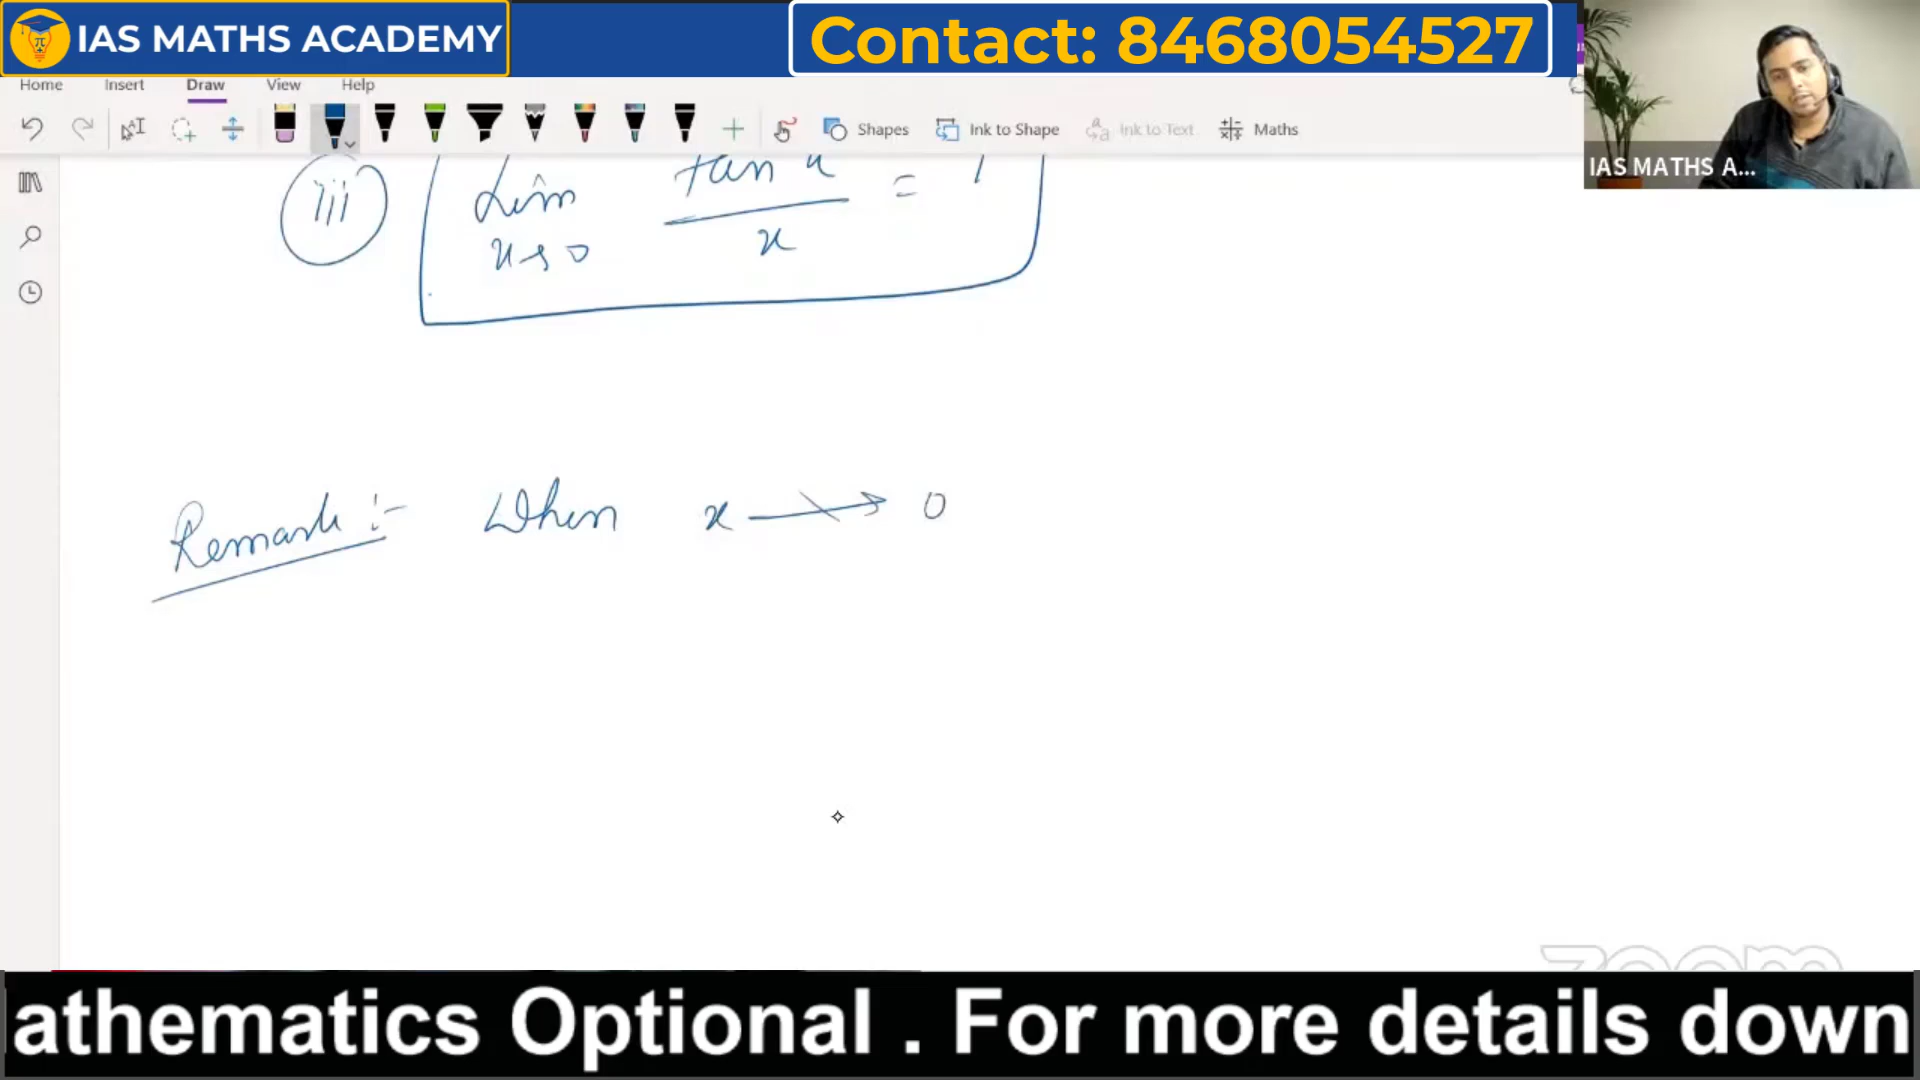 IAS MATHS ACADEMY
Contact: 8468054527
Home Insert Draw View Help
Shapes Ink to Shape Ink to Text Maths
IAS MATHS A...
iii Lim tan x = 1
x→0 x
Remark :- When x ↛ 0
zoom
athematics Optional . For more details down